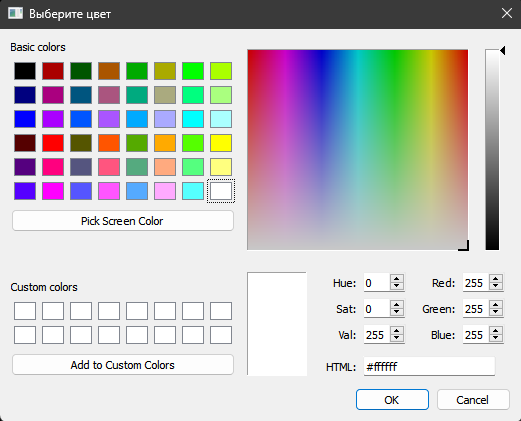 Выберите цвет
Basic colors
Pick Screen Color
Custom colors
Add to Custom Colors
Hue: 0 Red: 255
Sat: 0 Green: 255
Val: 255 Blue: 255
HTML: #ffffff
OK Cancel